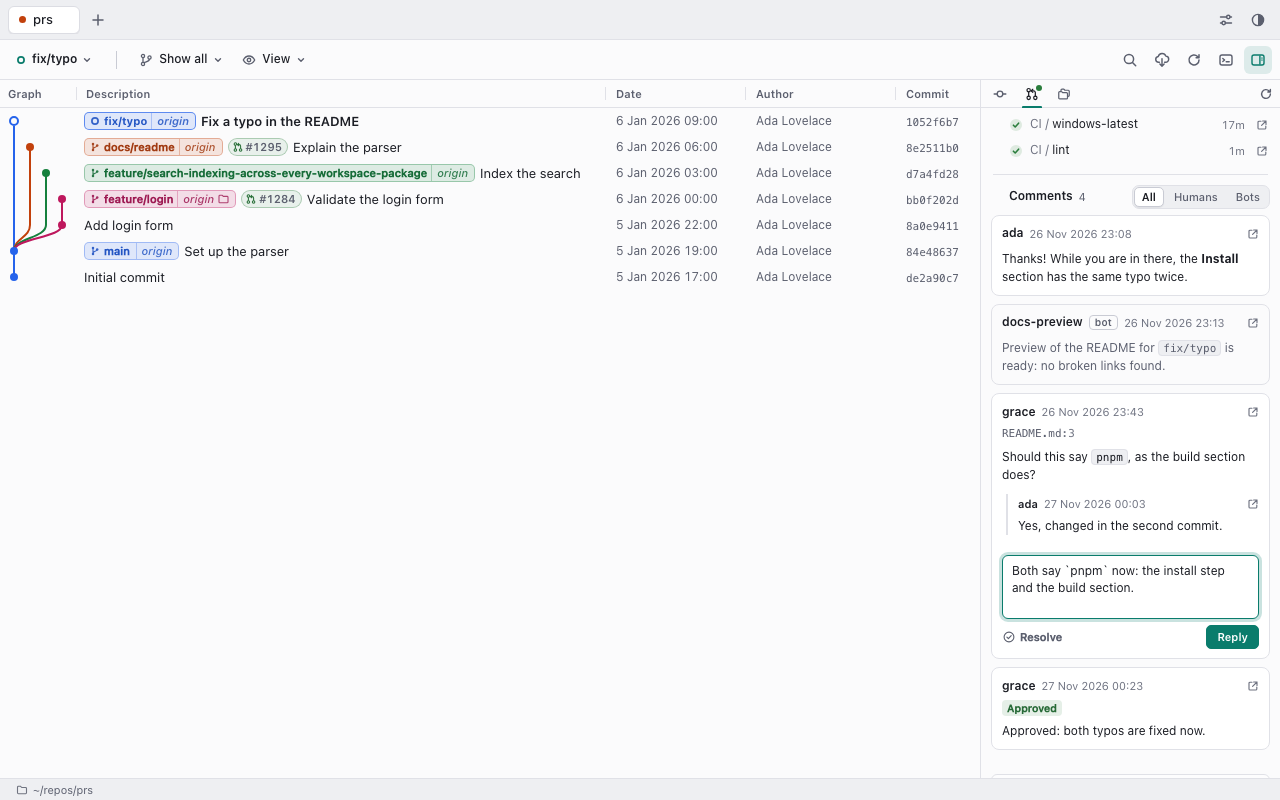 prs
fix/typo
Show all
View
Graph
Description
Date
Author
Commit
fix/typo origin Fix a typo in the README 6 Jan 2026 09:00 Ada Lovelace 1052f6b7
docs/readme origin #1295 Explain the parser 6 Jan 2026 06:00 Ada Lovelace 8e2511b0
feature/search-indexing-across-every-workspace-package origin Index the search 6 Jan 2026 03:00 Ada Lovelace d7a4fd28
feature/login origin #1284 Validate the login form 6 Jan 2026 00:00 Ada Lovelace bb0f202d
Add login form 5 Jan 2026 22:00 Ada Lovelace 8a0e9411
main origin Set up the parser 5 Jan 2026 19:00 Ada Lovelace 84e48637
Initial commit 5 Jan 2026 17:00 Ada Lovelace de2a90c7
CI / windows-latest 17m
CI / lint 1m
Comments 4 All Humans Bots
ada 26 Nov 2026 23:08
Thanks! While you are in there, the Install
section has the same typo twice.
docs-preview bot 26 Nov 2026 23:13
Preview of the README for fix/typo is
ready: no broken links found.
grace 26 Nov 2026 23:43
README.md:3
Should this say pnpm, as the build section
does?
ada 27 Nov 2026 00:03
Yes, changed in the second commit.
Both say `pnpm` now: the install step
and the build section.
Resolve
Reply
grace 27 Nov 2026 00:23
Approved
Approved: both typos are fixed now.
~/repos/prs